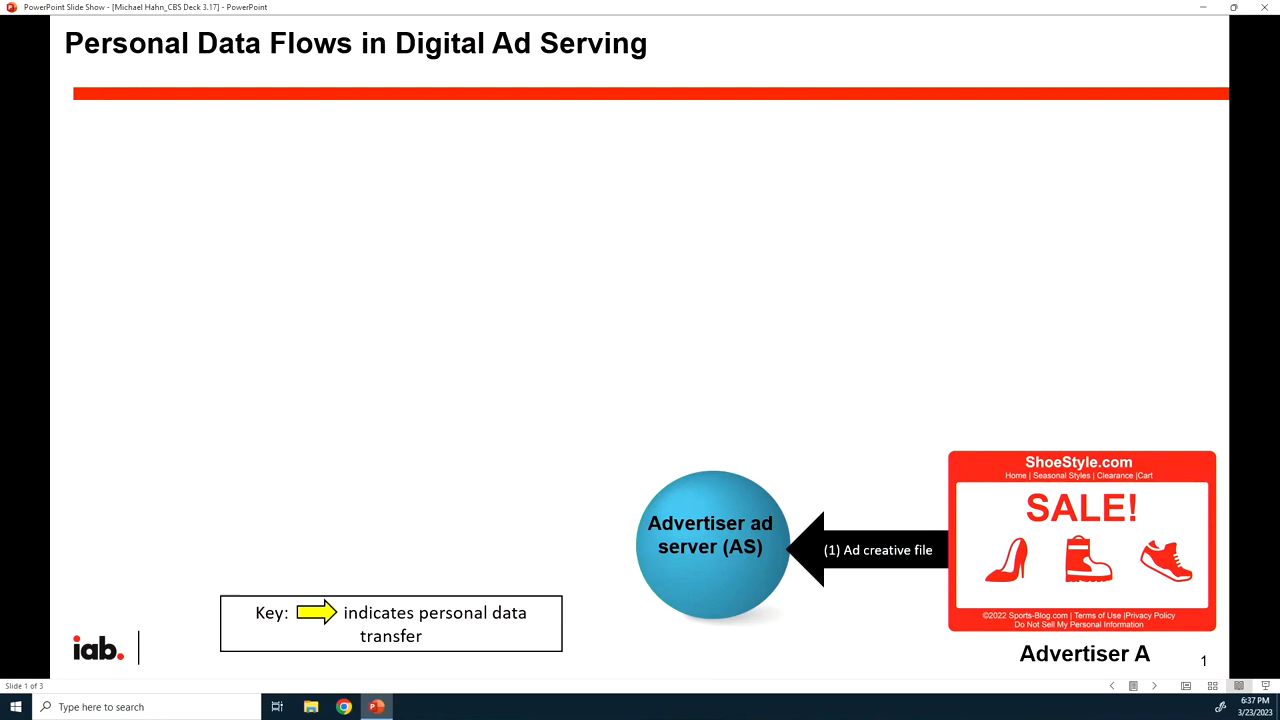 PowerPoint Slide Show - [Michael Hahn_CBS Deck 3.17] - PowerPoint
Personal Data Flows in Digital Ad Serving
ShoeStyle.com
Home | Seasonal Styles | Clearance |Cart
SALE!
Advertiser ad
server (AS)
(1) Ad creative file
Key: indicates personal data
transfer
©2022 Sports-Blog.com | Terms of Use |Privacy Policy
Do Not Sell My Personal Information
iab.
Advertiser A
1
Slide 1 of 3
Type here to search
6:37 PM
3/23/2023